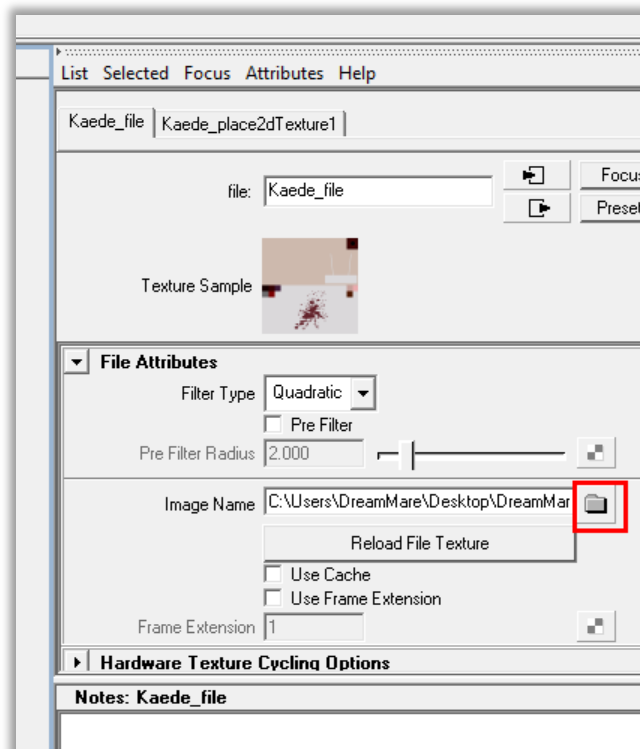 List Selected Focus Attributes Help
Kaede_file Kaede_place2dTexture1
file: Kaede_file
Focus
Preset
Texture Sample
File Attributes
Filter Type Quadratic
Pre Filter
Pre Filter Radius 2.000
Image Name C:\Users\DreamMare\Desktop\DreamMar
Reload File Texture
Use Cache
Use Frame Extension
Frame Extension 1
Hardware Texture Cycling Options
Notes: Kaede_file